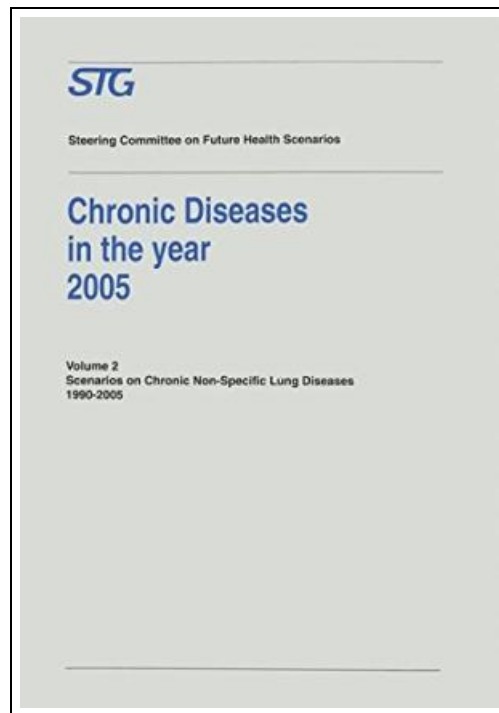 STG
Steering Committee on Future Health Scenarios
Chronic Diseases
in the year
2005
Volume 2
Scenarios on Chronic Non-Specific Lung Diseases
1990-2005